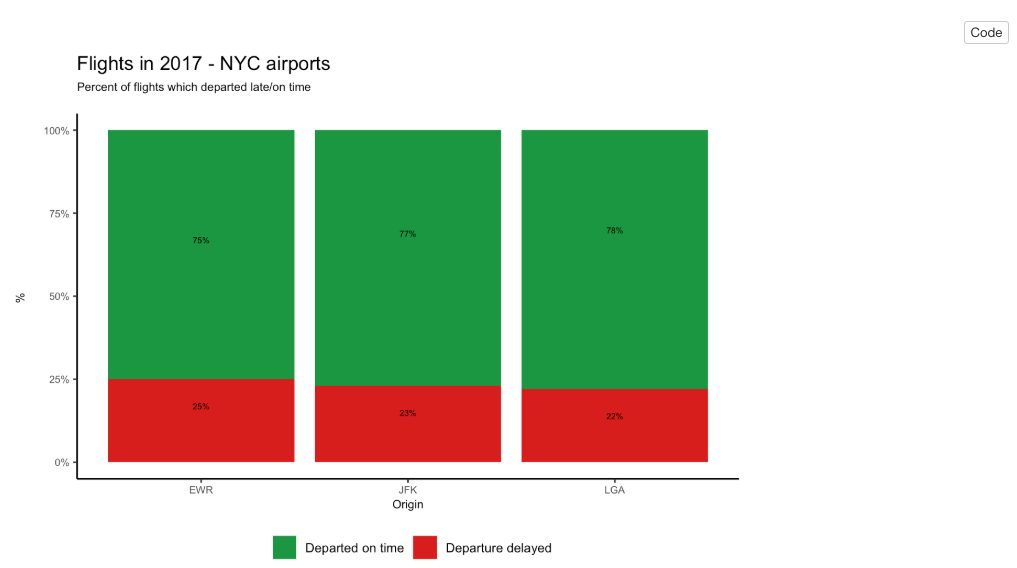 Code
Flights in 2017 - NYC airports
Percent of flights which departed late/on time
100%
75%
50%
25%
0%
%
75%
77%
78%
25%
23%
22%
EWR JFK LGA
Origin
Departed on time Departure delayed